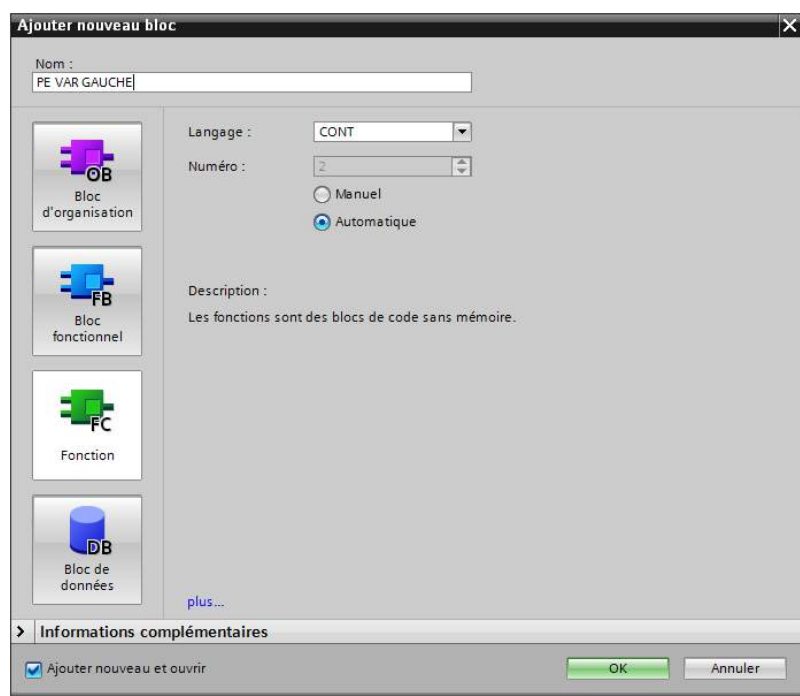 Ajouter nouveau bloc
Nom :
PE VAR GAUCHE
OB
Bloc
d'organisation
FB
Bloc
fonctionnel
FC
Fonction
DB
Bloc de
données
Langage :
CONT
Numéro :
2
Manuel
Automatique
Description :
Les fonctions sont des blocs de code sans mémoire.
plus...
> Informations complémentaires
Ajouter nouveau et ouvrir
OK
Annuler